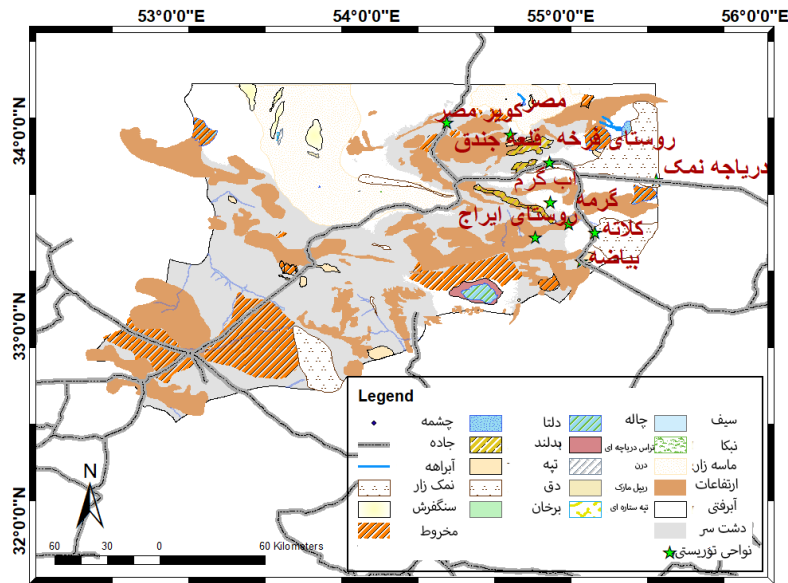 53°0'0"E 54°0'0"E 55°0'0"E 56°0'0"E
34°0'0"N
33°0'0"N
32°0'0"N
مصر
کویر مصر
روستای فرخه
قلعه جندق
دریاچه نمک
اب گرم
گرمه
روستای ایراج
کلاته
بیاضه
Legend
چشمه
دلتا
چاله
سیف
جاده
بدلند
تراس دریاچه ای
نبکا
آبراهه
تپه
درن
ماسه زار
نمک زار
دق
ریپل مارک
ارتفاعات
سنگفرش
برخان
تپه ستاره ای
آبرفتی
مخروط
دشت سر
نواحی توریستی
N
60 30 0 60 Kilometers